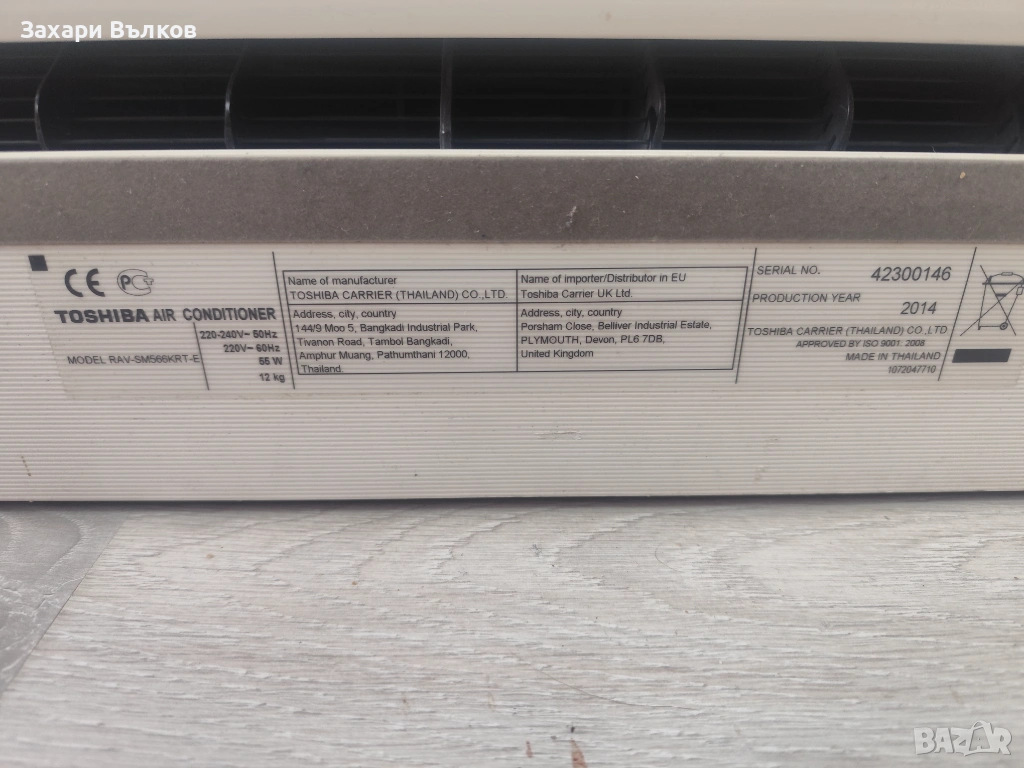 Захари Вълков
CE
TOSHIBA AIR CONDITIONER
MODEL RAV-SM566KRT-E
220-240V~ 50Hz
220V~ 60Hz
55 W
12 kg
Name of manufacturer
TOSHIBA CARRIER (THAILAND) CO.,LTD.
Address, city, country
144/9 Moo 5, Bangkadi Industrial Park,
Tivanon Road, Tambol Bangkadi,
Amphur Muang, Pathumthani 12000,
Thailand.
Name of importer/Distributor in EU
Toshiba Carrier UK Ltd.
Address, city, country
Porsham Close, Belliver Industrial Estate,
PLYMOUTH, Devon, PL6 7DB,
United Kingdom
SERIAL NO. 42300146
PRODUCTION YEAR
2014
TOSHIBA CARRIER (THAILAND) CO.,LTD
APPROVED BY ISO 9001: 2008
MADE IN THAILAND
1072047710
BAZAR